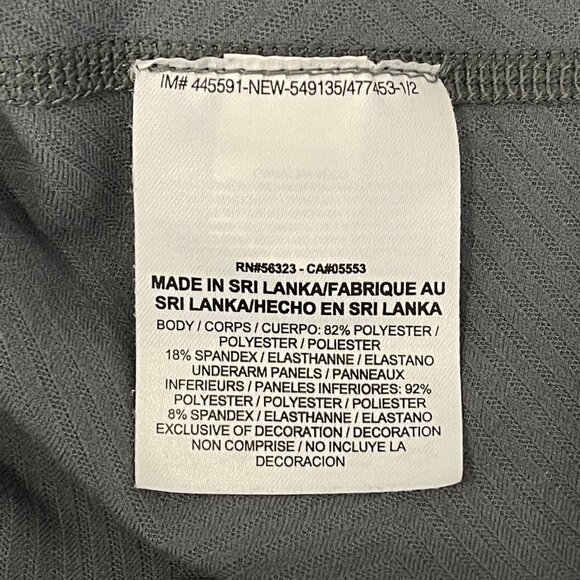 IM# 445591-NEW-549135/477453-1/2
RN#56323 - CA#05553
MADE IN SRI LANKA/FABRIQUE AU
SRI LANKA/HECHO EN SRI LANKA
BODY / CORPS / CUERPO: 82% POLYESTER /
POLYESTER / POLIESTER
18% SPANDEX / ELASTHANNE / ELASTANO
UNDERARM PANELS / PANNEAUX
INFERIEURS / PANELES INFERIORES: 92%
POLYESTER / POLYESTER / POLIESTER
8% SPANDEX / ELASTHANNE / ELASTANO
EXCLUSIVE OF DECORATION / DECORATION
NON COMPRISE / NO INCLUYE LA
DECORACION